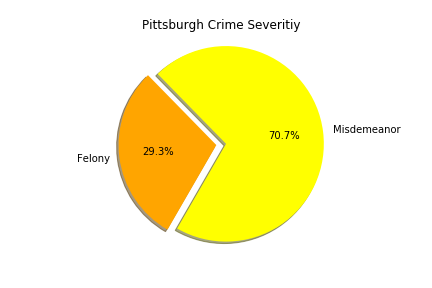 Pittsburgh Crime Severitiy
70.7%
Misdemeanor
29.3%
Felony